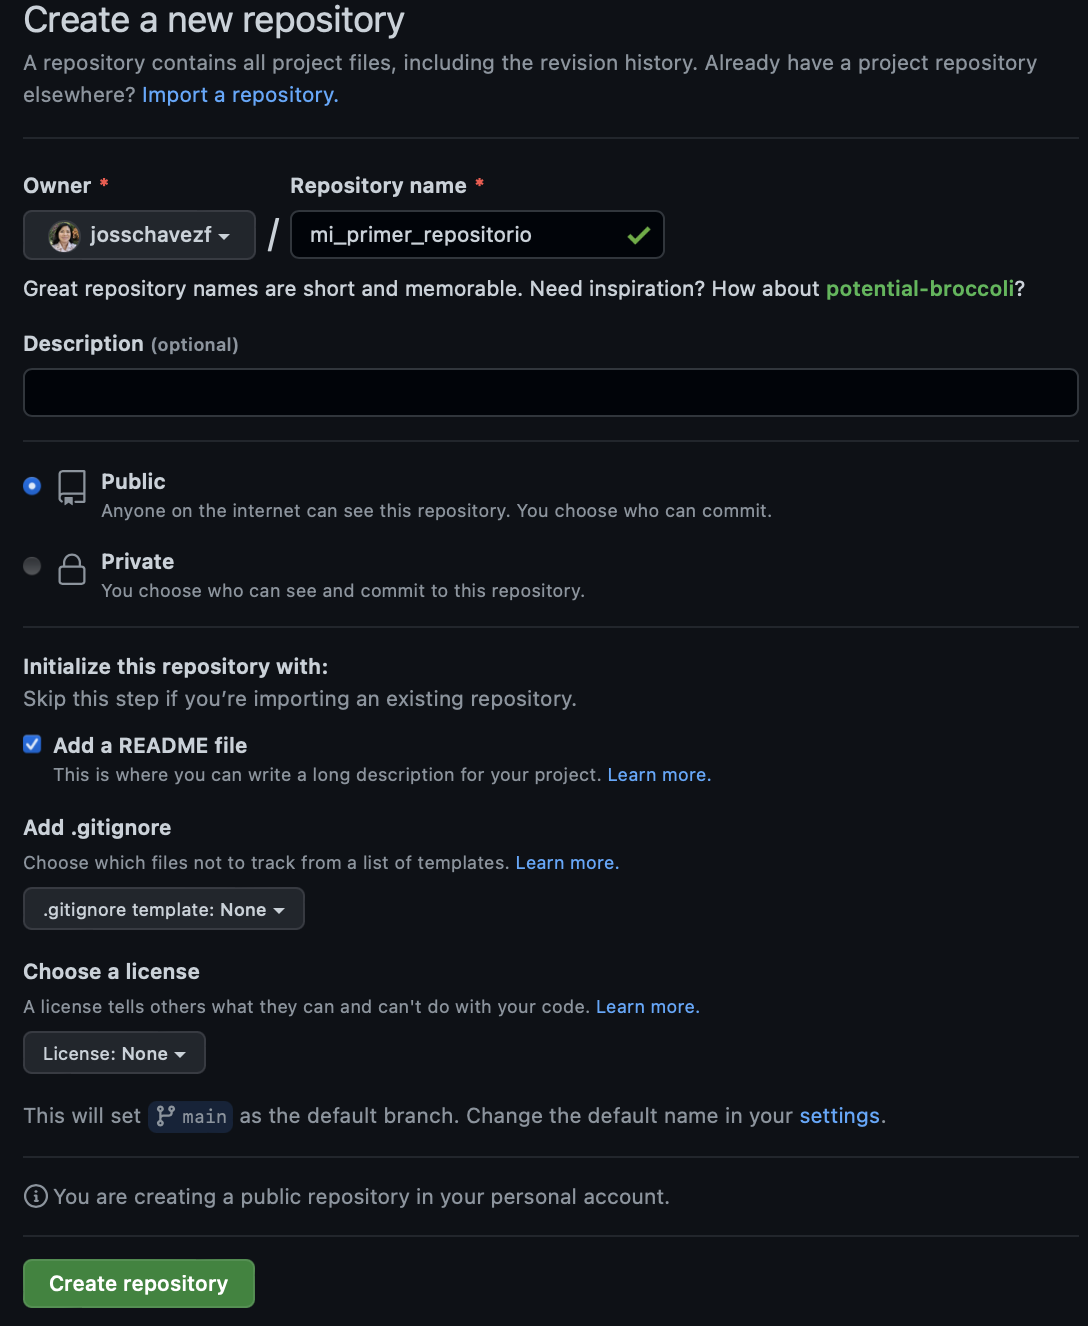 Create a new repository
A repository contains all project files, including the revision history. Already have a project repository
elsewhere? Import a repository.
Owner *
Repository name *
josschavezf
/
mi_primer_repositorio
Great repository names are short and memorable. Need inspiration? How about potential-broccoli?
Description (optional)
Public
Anyone on the internet can see this repository. You choose who can commit.
Private
You choose who can see and commit to this repository.
Initialize this repository with:
Skip this step if you’re importing an existing repository.
Add a README file
This is where you can write a long description for your project. Learn more.
Add .gitignore
Choose which files not to track from a list of templates. Learn more.
.gitignore template: None
Choose a license
A license tells others what they can and can't do with your code. Learn more.
License: None
This will set main as the default branch. Change the default name in your settings.
You are creating a public repository in your personal account.
Create repository